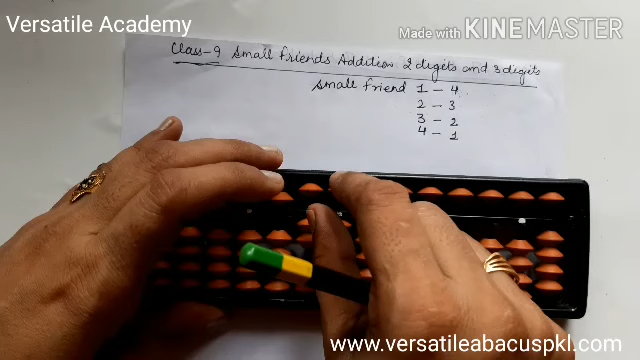 Versatile Academy
Made with KINEMASTER
Class-9 Small friends Addition 2 digits and 3 digits
Small friend 1 - 4
2 - 3
3 - 2
4 - 1
www.versatileabacuspkl.com